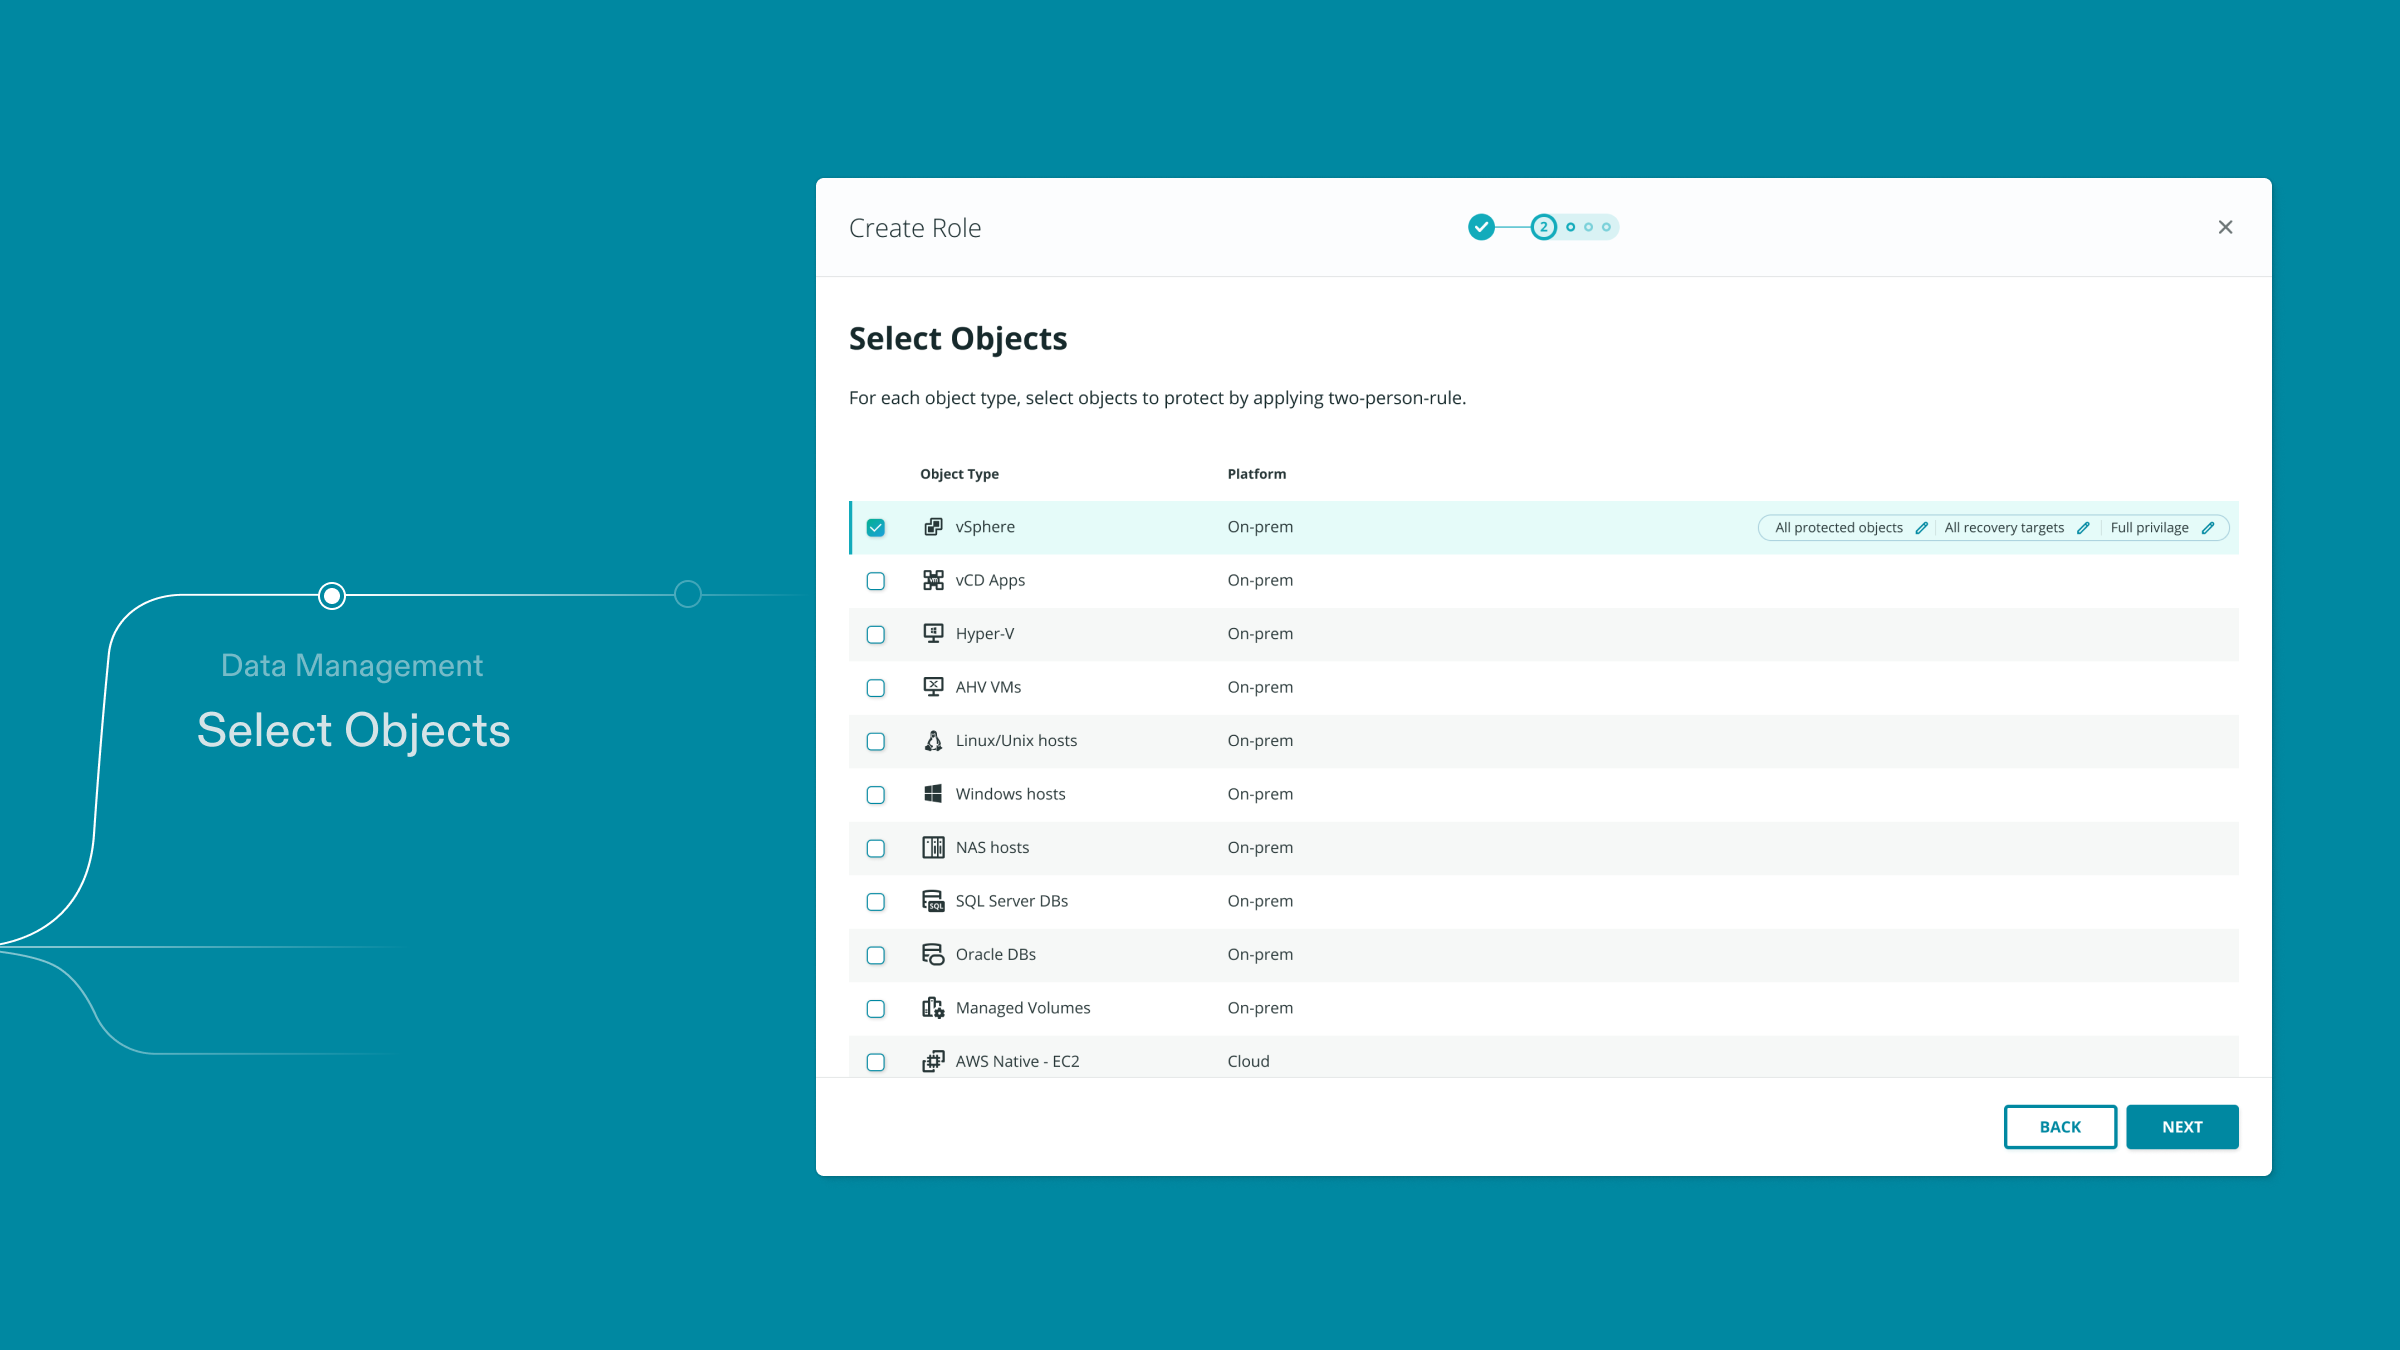 Data Management
Select Objects
Create Role
2
Select Objects
For each object type, select objects to protect by applying two-person-rule.
Object Type Platform
vSphere On-prem All protected objects All recovery targets Full privilage
vCD Apps On-prem
Hyper-V On-prem
AHV VMs On-prem
Linux/Unix hosts On-prem
Windows hosts On-prem
NAS hosts On-prem
SQL SQL Server DBs On-prem
Oracle DBs On-prem
Managed Volumes On-prem
AWS Native - EC2 Cloud
BACK NEXT